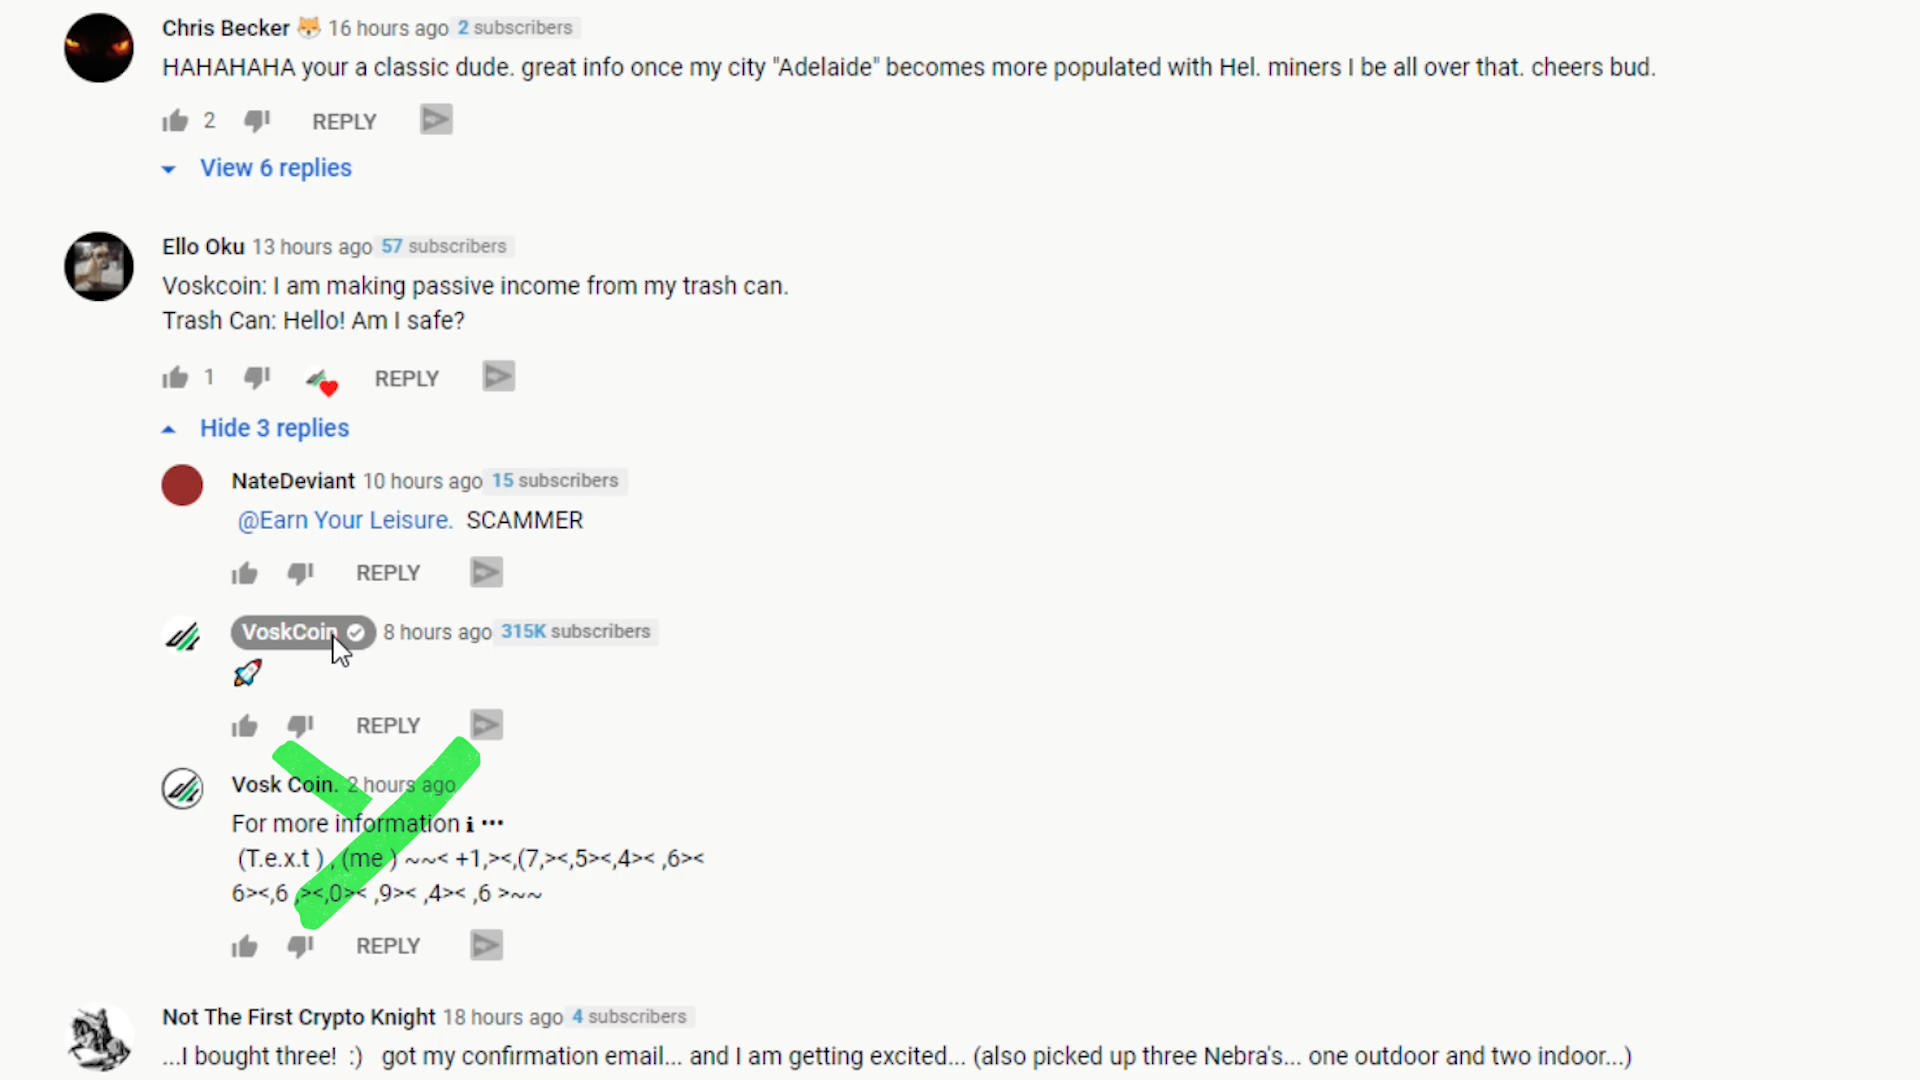 Chris Becker 🦊 16 hours ago 2 subscribers
HAHAHAHA your a classic dude. great info once my city "Adelaide" becomes more populated with Hel. miners I be all over that. cheers bud.
2 REPLY
View 6 replies
Ello Oku 13 hours ago 57 subscribers
Voskcoin: I am making passive income from my trash can.
Trash Can: Hello! Am I safe?
1 REPLY
Hide 3 replies
NateDeviant 10 hours ago 15 subscribers
@Earn Your Leisure. SCAMMER
REPLY
VoskCoin 8 hours ago 315K subscribers
🚀
REPLY
Vosk Coin. 2 hours ago
For more information ℹ •••
(T.e.x.t ) , (me ) ~~< +1,><,(7,><,5><,4>< ,6><
6><,6 ,><,0>< ,9>< ,4>< ,6 >~~
REPLY
Not The First Crypto Knight 18 hours ago 4 subscribers
...I bought three! :) got my confirmation email... and I am getting excited... (also picked up three Nebra's... one outdoor and two indoor...)